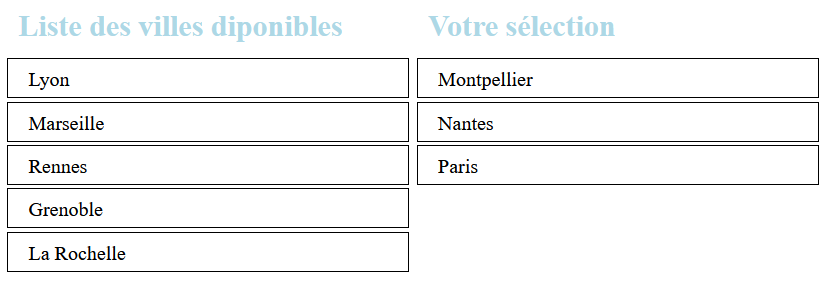 Liste des villes diponibles
Lyon
Marseille
Rennes
Grenoble
La Rochelle
Votre sélection
Montpellier
Nantes
Paris